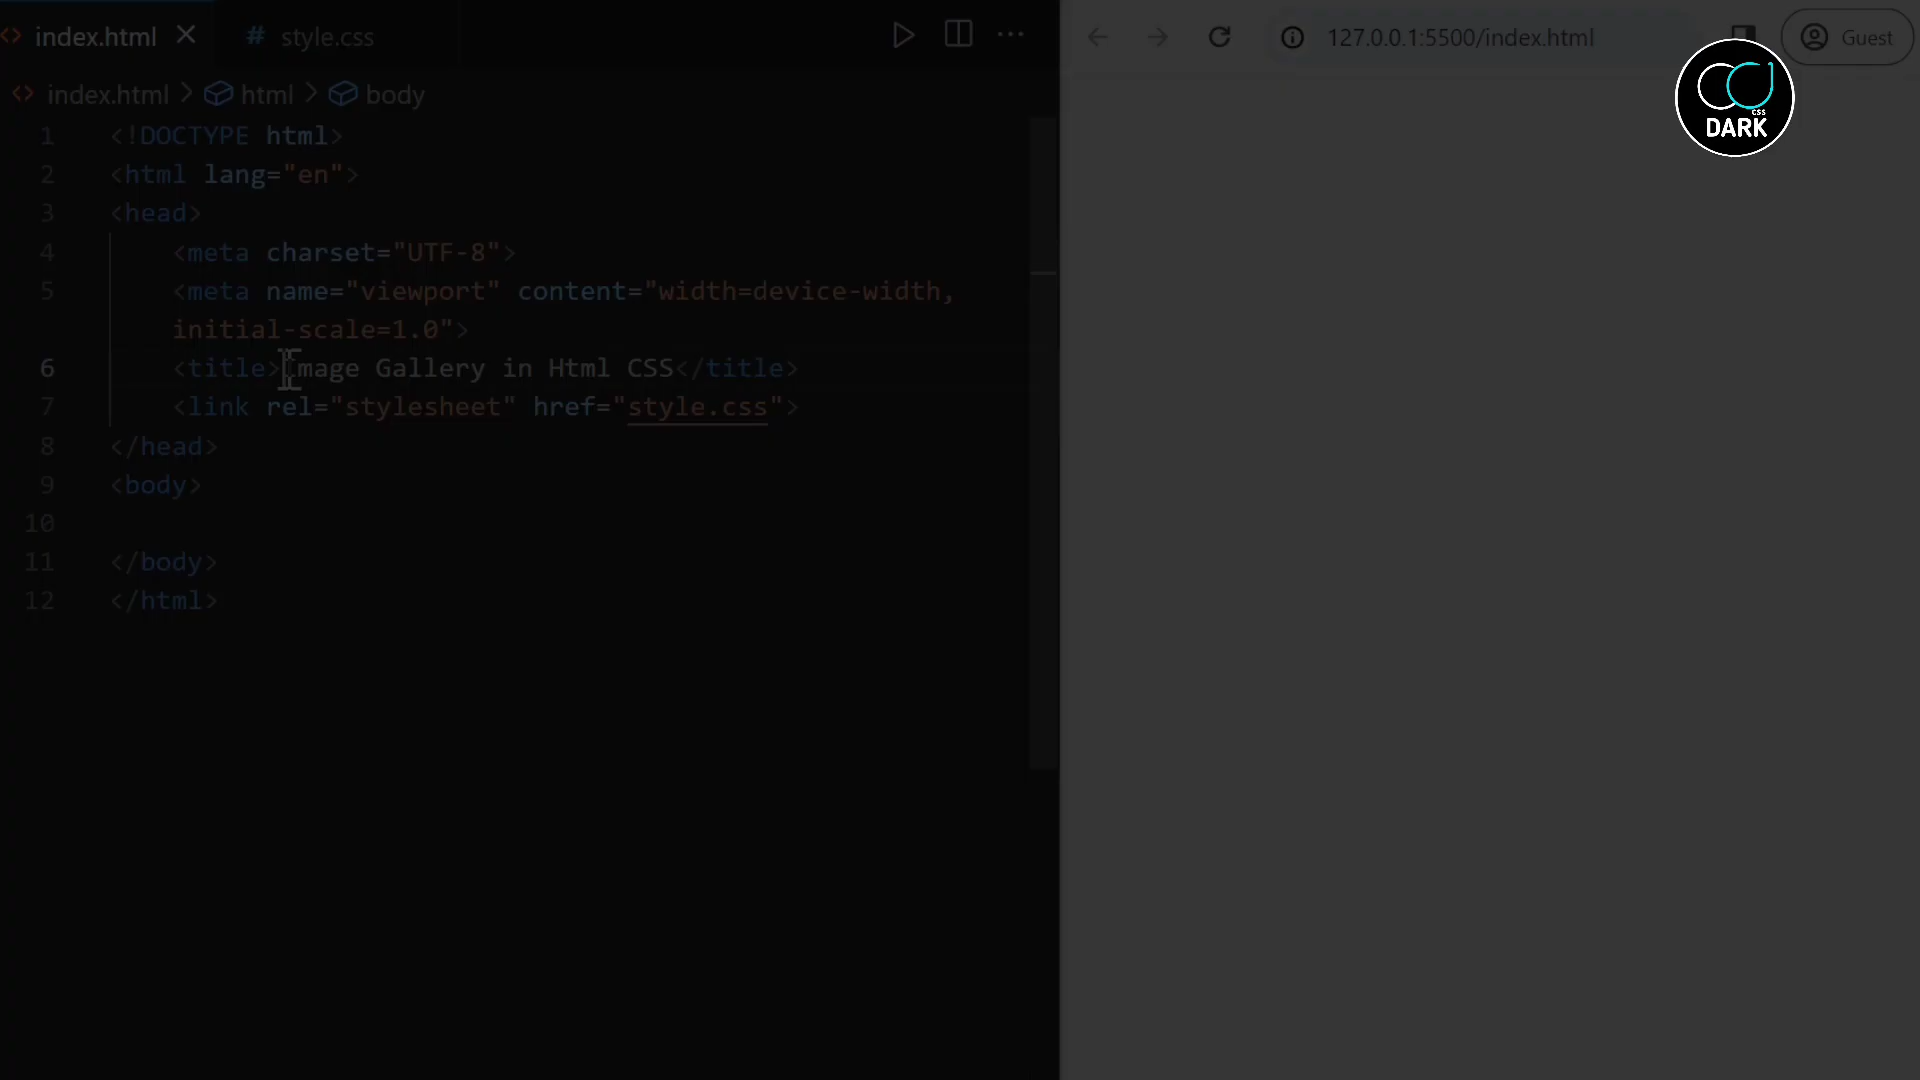 index.html
# style.css
127.0.0.1:5500/index.html
Guest
CSS
DARK
index.html > html > body
1 <!DOCTYPE html>
2 <html lang="en">
3 <head>
4 <meta charset="UTF-8">
5 <meta name="viewport" content="width=device-width,
initial-scale=1.0">
6 <title>Image Gallery in Html CSS</title>
7 <link rel="stylesheet" href="style.css">
8 </head>
9 <body>
10
11 </body>
12 </html>